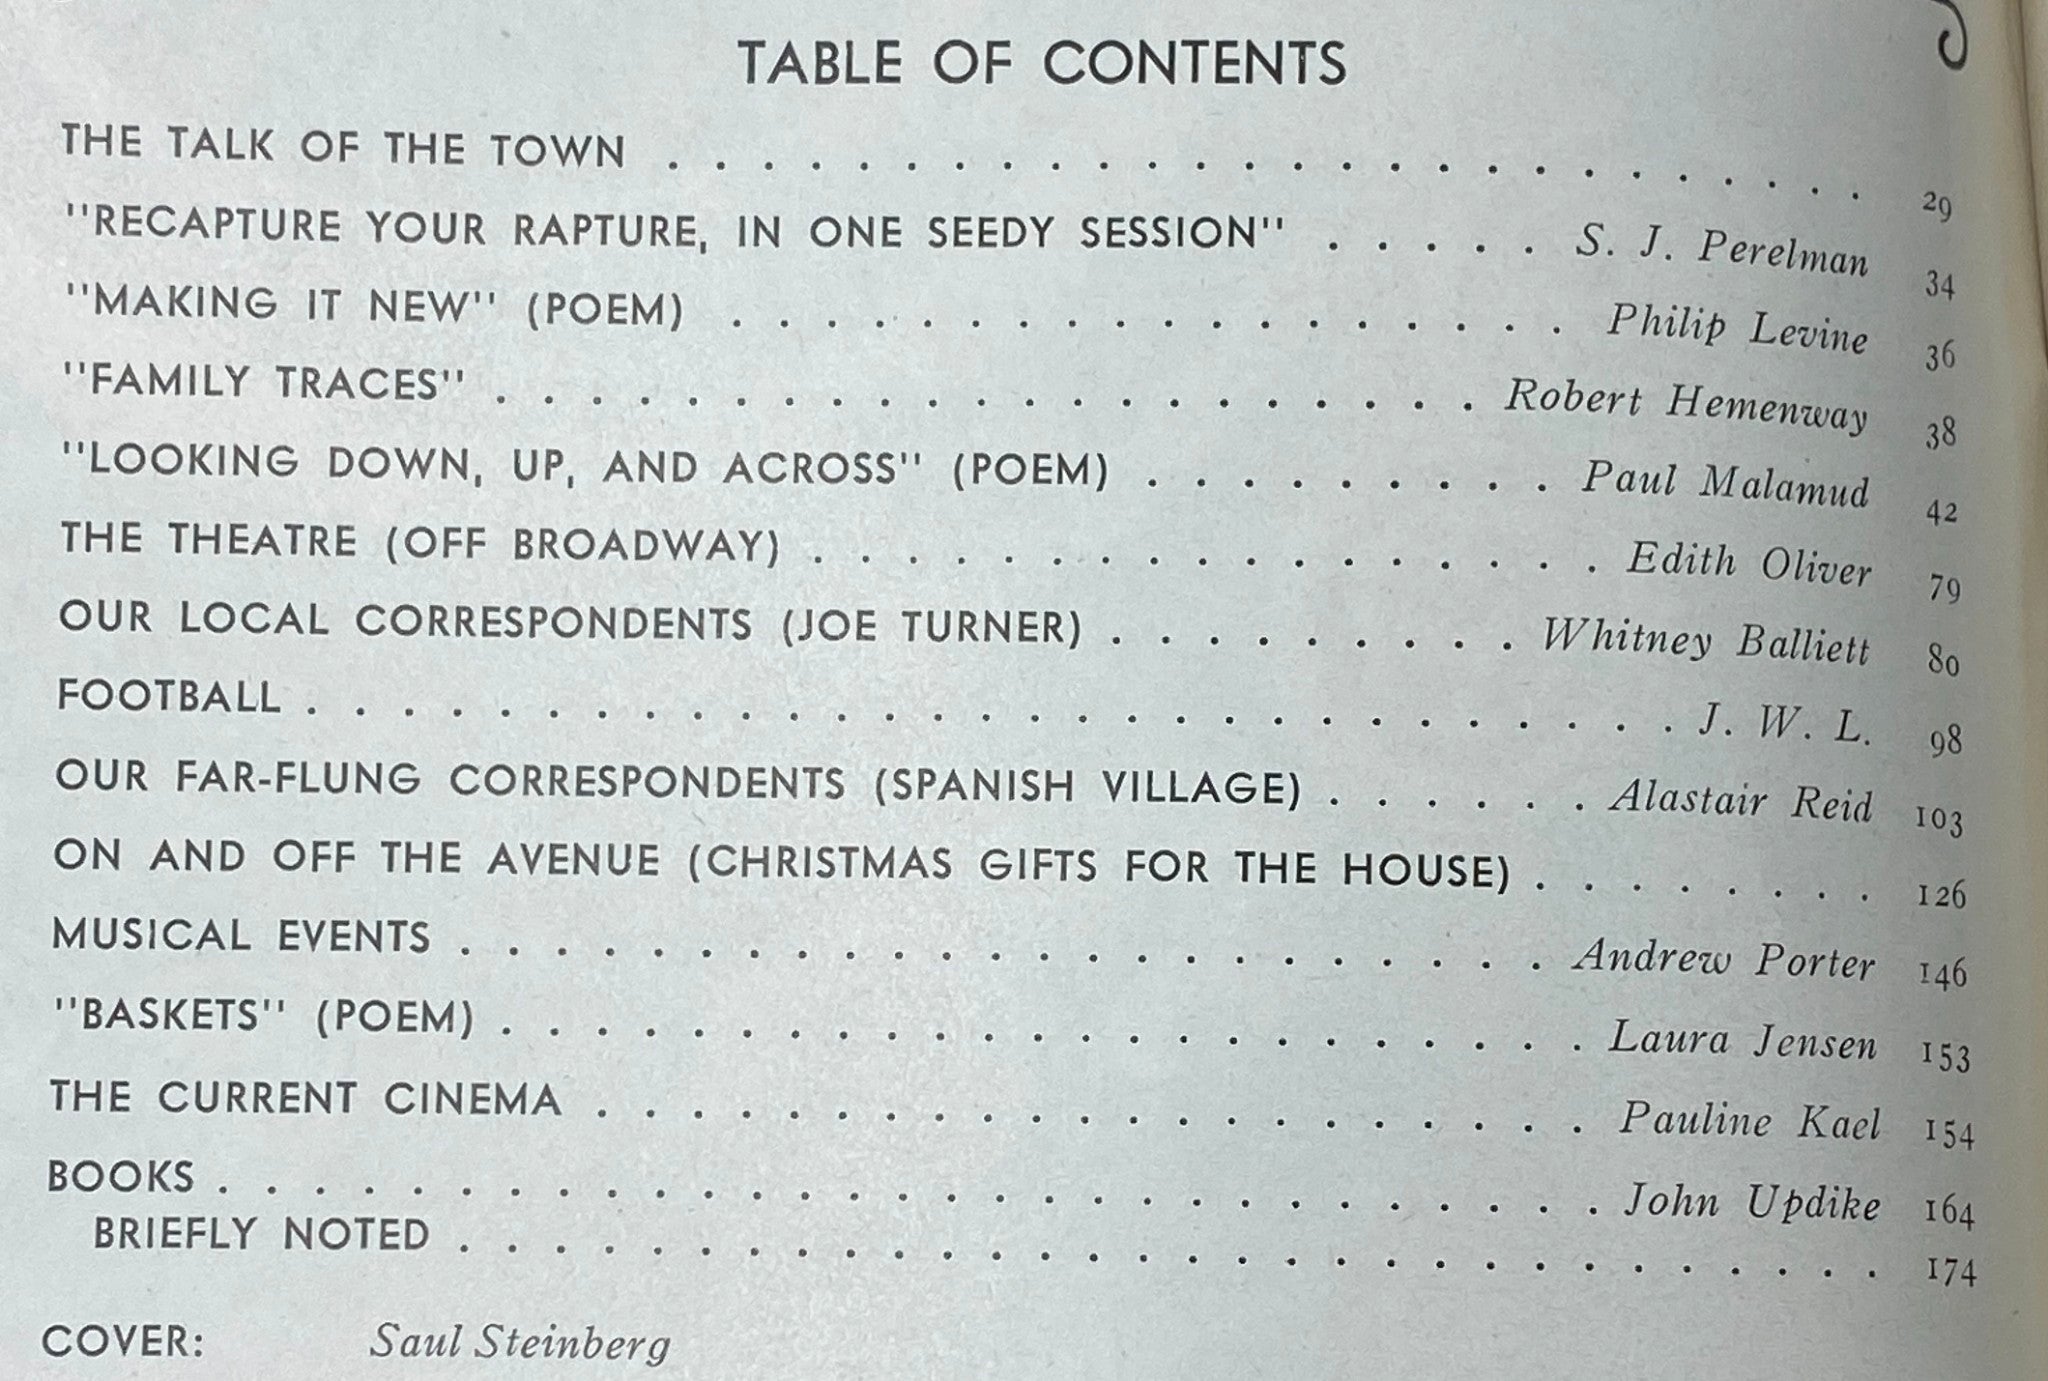 TABLE OF CONTENTS
THE TALK OF THE TOWN . . . . . . . . . . . . . . . . . . . . . . . . . . 29
"RECAPTURE YOUR RAPTURE, IN ONE SEEDY SESSION" . . . . . S. J. Perelman 34
"MAKING IT NEW" (POEM) . . . . . . . . . . . . . . . . . . Philip Levine 36
"FAMILY TRACES" . . . . . . . . . . . . . . . . . . . . . Robert Hemenway 38
"LOOKING DOWN, UP, AND ACROSS" (POEM) . . . . . . . . . Paul Malamud 42
THE THEATRE (OFF BROADWAY) . . . . . . . . . . . . . . . . . Edith Oliver 79
OUR LOCAL CORRESPONDENTS (JOE TURNER) . . . . . . . . . Whitney Balliett 80
FOOTBALL . . . . . . . . . . . . . . . . . . . . . . . . . . . . . J. W. L. 98
OUR FAR-FLUNG CORRESPONDENTS (SPANISH VILLAGE) . . . . . . Alastair Reid 103
ON AND OFF THE AVENUE (CHRISTMAS GIFTS FOR THE HOUSE) . . . . . . . . 126
MUSICAL EVENTS . . . . . . . . . . . . . . . . . . . . . . . Andrew Porter 146
"BASKETS" (POEM) . . . . . . . . . . . . . . . . . . . . . . . Laura Jensen 153
THE CURRENT CINEMA . . . . . . . . . . . . . . . . . . . . . Pauline Kael 154
BOOKS . . . . . . . . . . . . . . . . . . . . . . . . . . . . . John Updike 164
BRIEFLY NOTED . . . . . . . . . . . . . . . . . . . . . . . . . . . . . . 174
COVER: Saul Steinberg